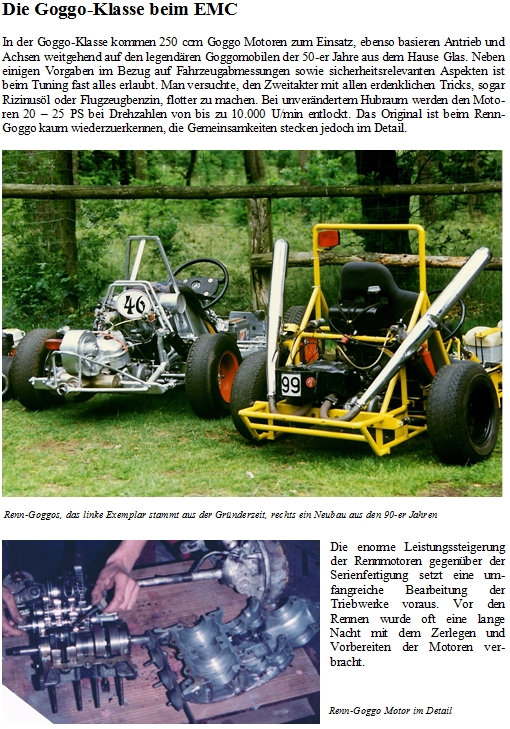 Die Goggo-Klasse beim EMC
In der Goggo-Klasse kommen 250 ccm Goggo Motoren zum Einsatz, ebenso basieren Antrieb und
Achsen weitgehend auf den legendären Goggomobilen der 50-er Jahre aus dem Hause Glas. Neben
einigen Vorgaben im Bezug auf Fahrzeugabmessungen sowie sicherheitsrelevanten Aspekten ist
beim Tuning fast alles erlaubt. Man versuchte, den Zweitakter mit allen erdenklichen Tricks, sogar
Rizinusöl oder Flugzeugbenzin, flotter zu machen. Bei unverändertem Hubraum werden den Moto-
ren 20 – 25 PS bei Drehzahlen von bis zu 10.000 U/min entlockt. Das Original ist beim Renn-
Goggo kaum wiederzuerkennen, die Gemeinsamkeiten stecken jedoch im Detail.
46
99
Renn-Goggos, das linke Exemplar stammt aus der Gründerzeit, rechts ein Neubau aus den 90-er Jahren
Die enorme Leistungssteigerung
der Rennmotoren gegenüber der
Serienfertigung setzt eine um-
fangreiche Bearbeitung der
Triebwerke voraus. Vor den
Rennen wurde oft eine lange
Nacht mit dem Zerlegen und
Vorbereiten der Motoren ver-
bracht.
Renn-Goggo Motor im Detail